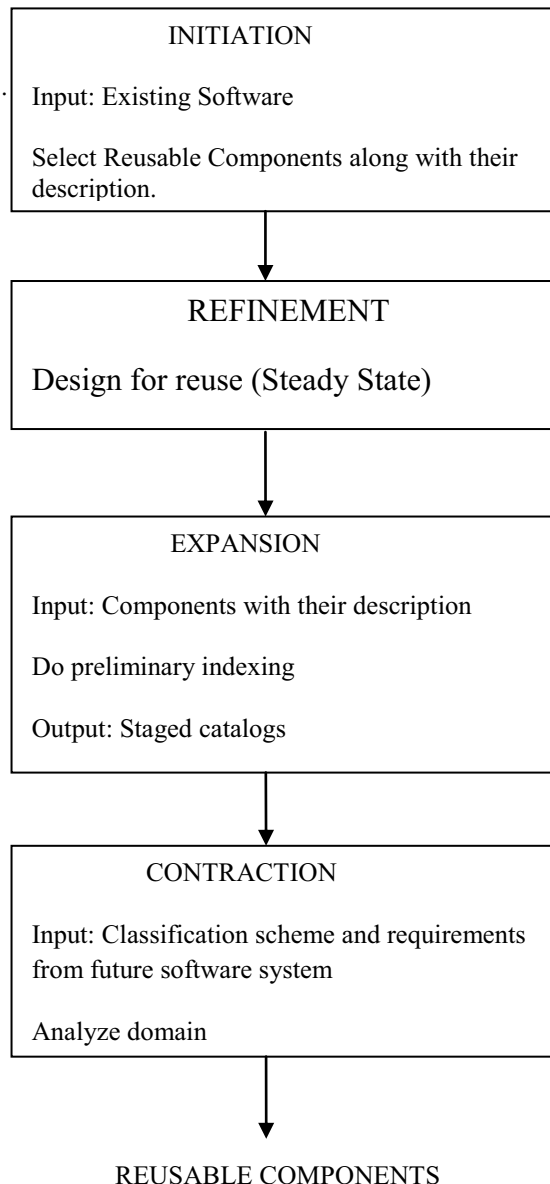 INITIATION
Input: Existing Software
Select Reusable Components along with their
description.
REFINEMENT
Design for reuse (Steady State)
EXPANSION
Input: Components with their description
Do preliminary indexing
Output: Staged catalogs
CONTRACTION
Input: Classification scheme and requirements
from future software system
Analyze domain
REUSABLE COMPONENTS